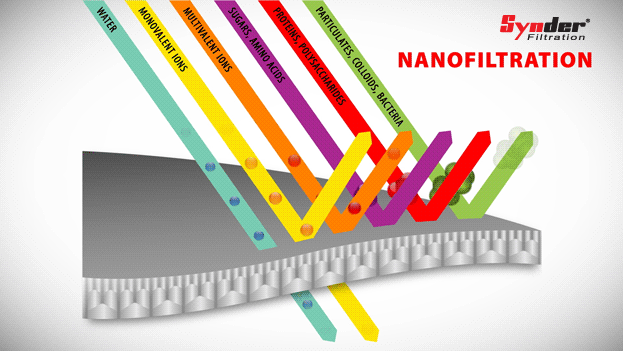 Synder®
Filtration
NANOFILTRATION
WATER
MONOVALENT IONS
MULTIVALENT IONS
SUGARS, AMINO ACIDS
PROTEINS, POLYSACCHARIDES
PARTICULATES, COLLOIDS, BACTERIA